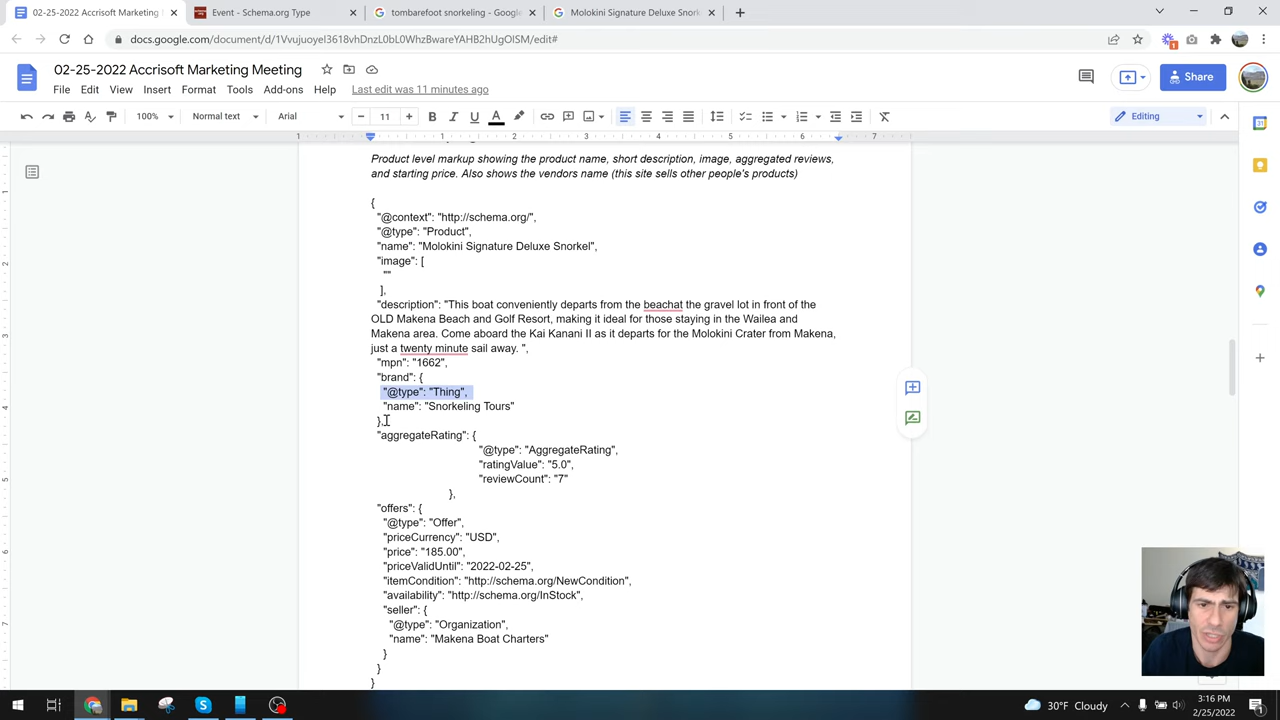 02-25-2022 Accrisoft Marketing
Event - Schema.org Type
tombarefoot snorkeling - Google
Molokini Signature Deluxe Snork
docs.google.com/document/d/1Vvujuoyel3618vhDnzL0bL0WhzBwareYAHB2hUgOlSM/edit#
02-25-2022 Accrisoft Marketing Meeting
File Edit View Insert Format Tools Add-ons Help Last edit was 11 minutes ago
Share
100% Normal text Arial 11 Editing
1 1 2 3 4 5 6 7
Product level markup showing the product name, short description, image, aggregated reviews,
and starting price. Also shows the vendors name (this site sells other people's products)
{
"@context": "http://schema.org/",
"@type": "Product",
"name": "Molokini Signature Deluxe Snorkel",
"image": [
""
],
"description": "This boat conveniently departs from the beachat the gravel lot in front of the
OLD Makena Beach and Golf Resort, making it ideal for those staying in the Wailea and
Makena area. Come aboard the Kai Kanani II as it departs for the Molokini Crater from Makena,
just a twenty minute sail away. ",
"mpn": "1662",
"brand": {
"@type": "Thing",
"name": "Snorkeling Tours"
},
"aggregateRating": {
"@type": "AggregateRating",
"ratingValue": "5.0",
"reviewCount": "7"
},
"offers": {
"@type": "Offer",
"priceCurrency": "USD",
"price": "185.00",
"priceValidUntil": "2022-02-25",
"itemCondition": "http://schema.org/NewCondition",
"availability": "http://schema.org/InStock",
"seller": {
"@type": "Organization",
"name": "Makena Boat Charters"
}
}
}
30°F Cloudy
3:16 PM
2/25/2022